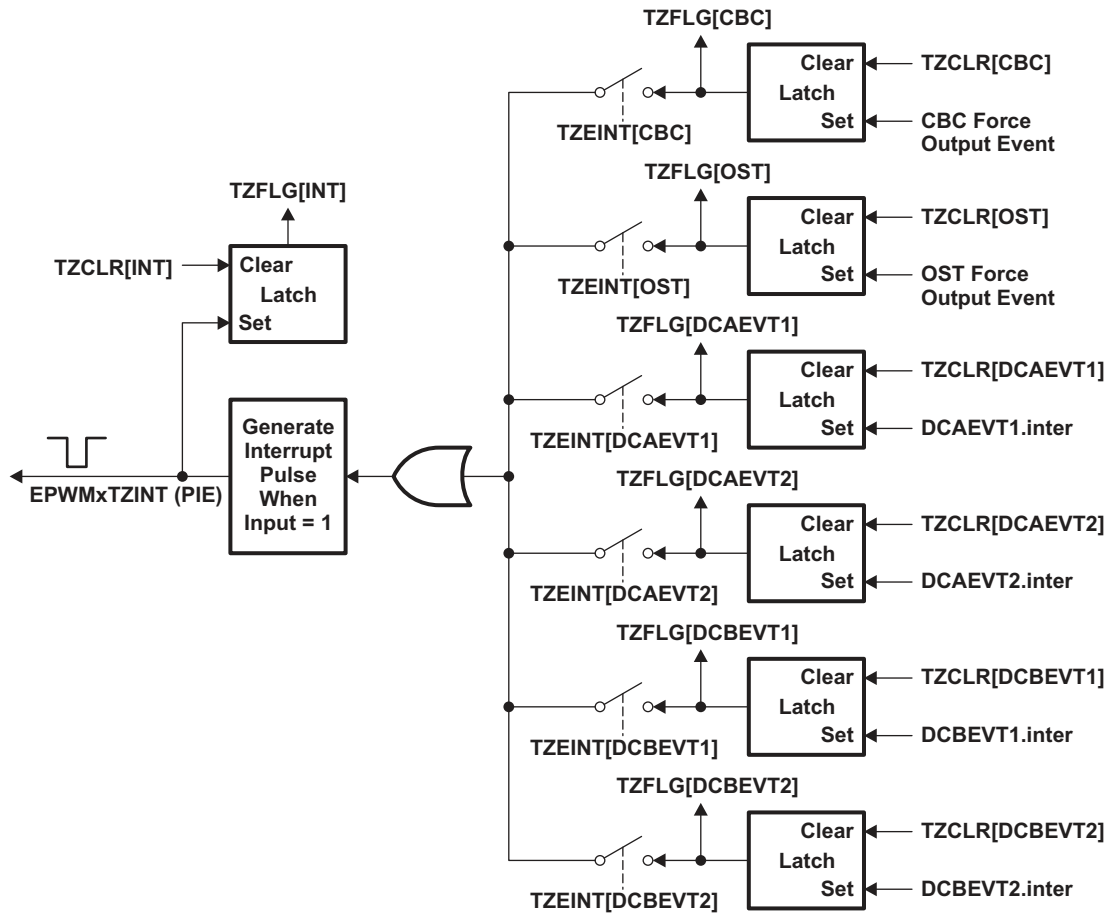 TZFLG[CBC]
Clear
Latch
Set
TZCLR[CBC]
CBC Force
Output Event
TZEINT[CBC]
TZFLG[OST]
Clear
Latch
Set
TZCLR[OST]
OST Force
Output Event
TZEINT[OST]
TZFLG[INT]
TZCLR[INT]
Clear
Latch
Set
TZFLG[DCAEVT1]
Clear
Latch
Set
TZCLR[DCAEVT1]
DCAEVT1.inter
TZEINT[DCAEVT1]
Generate
Interrupt
Pulse
When
Input = 1
EPWMxTZINT (PIE)
TZFLG[DCAEVT2]
Clear
Latch
Set
TZCLR[DCAEVT2]
DCAEVT2.inter
TZEINT[DCAEVT2]
TZFLG[DCBEVT1]
Clear
Latch
Set
TZCLR[DCBEVT1]
DCBEVT1.inter
TZEINT[DCBEVT1]
TZFLG[DCBEVT2]
Clear
Latch
Set
TZCLR[DCBEVT2]
DCBEVT2.inter
TZEINT[DCBEVT2]